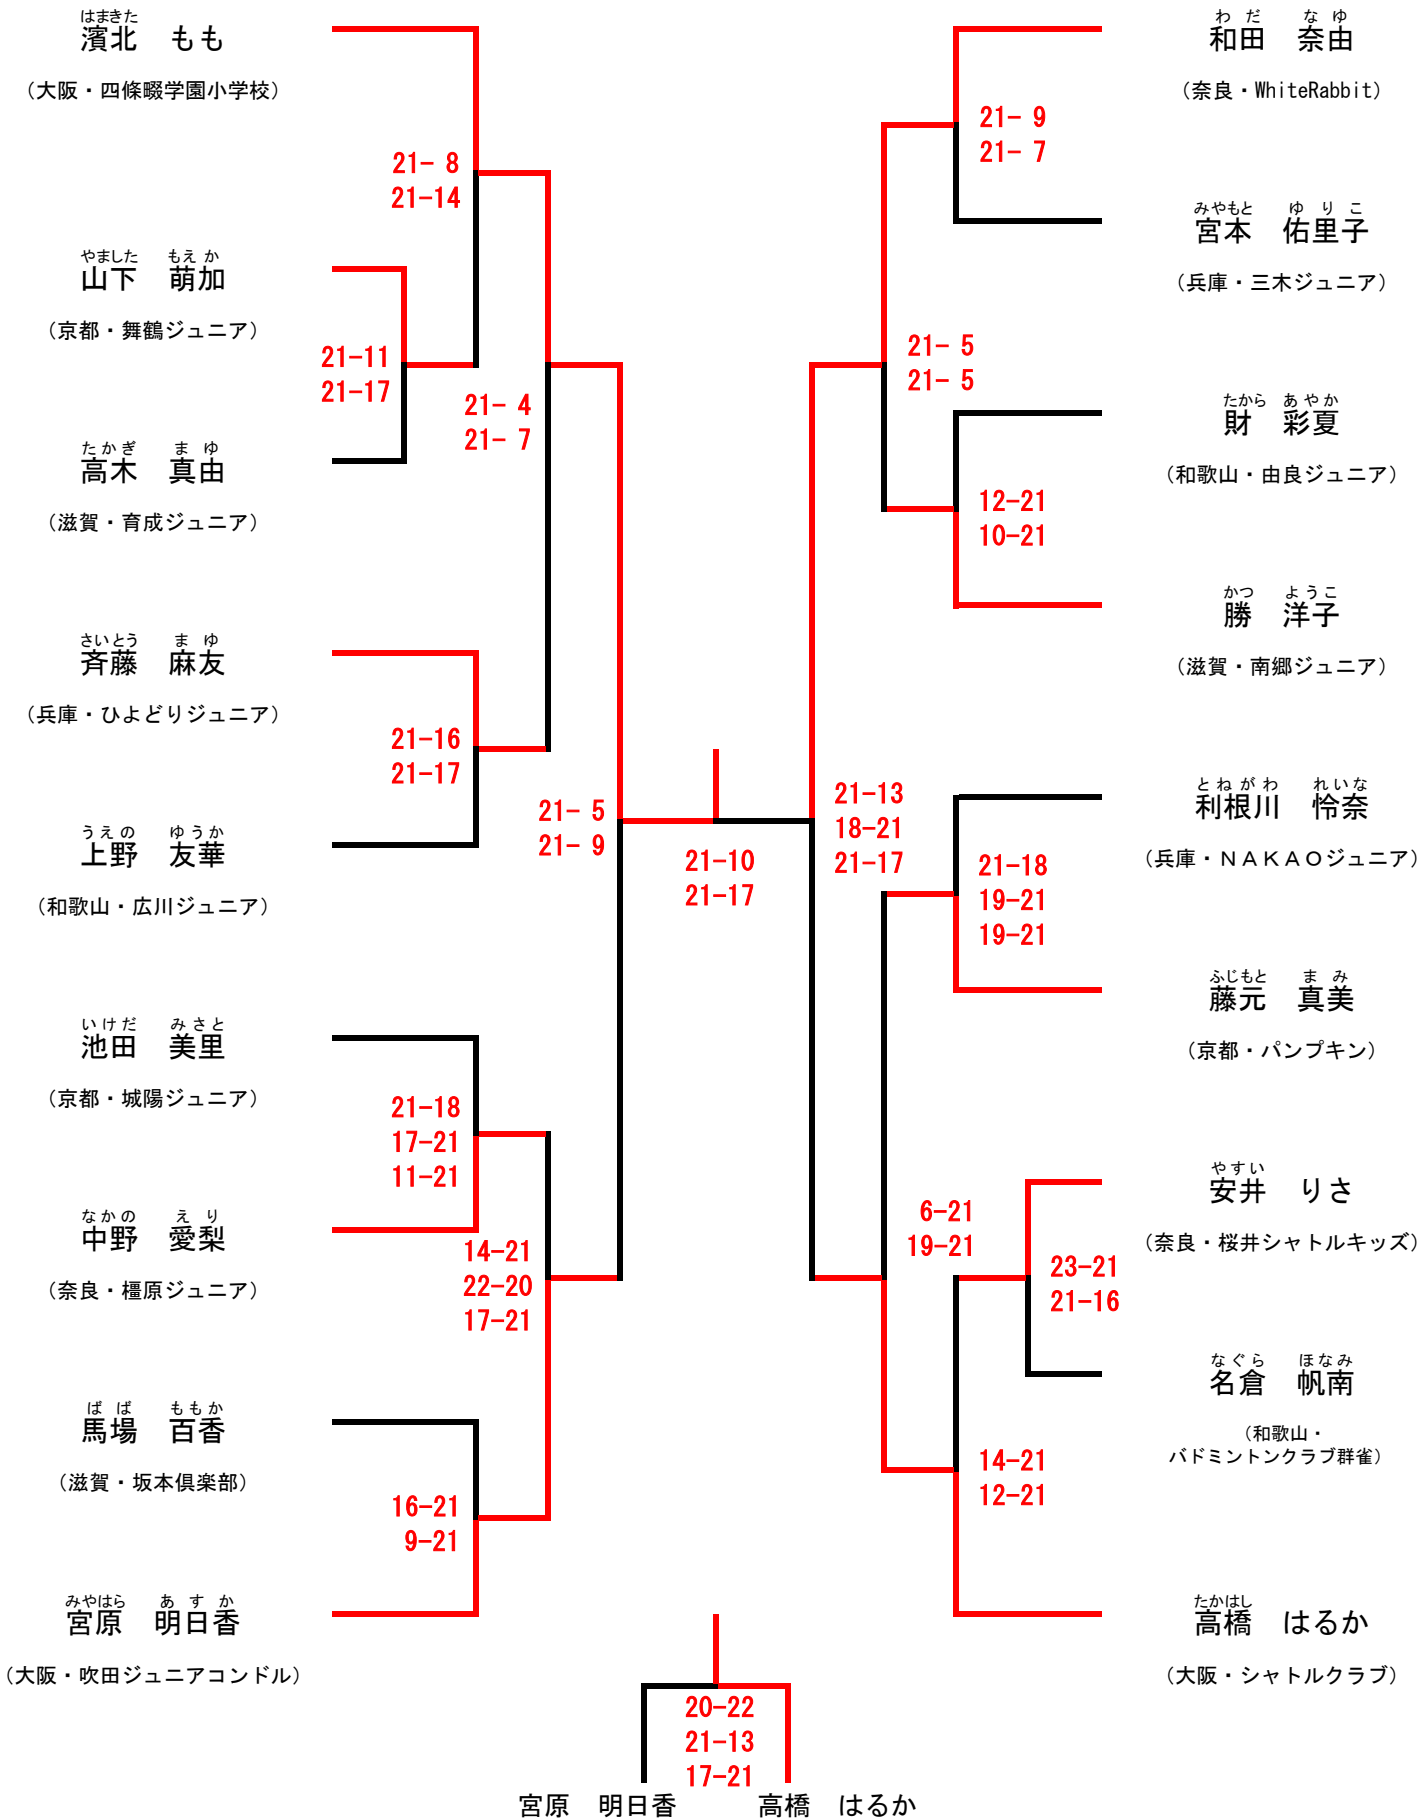 はまきた
濱北　もも
（大阪・四條畷学園小学校）
21- 8
21-14
やました　もえか
山下　萌加
（京都・舞鶴ジュニア）
21-11
21-17
たかぎ　まゆ
高木　真由
（滋賀・育成ジュニア）
21- 4
21- 7
さいとう　まゆ
斉藤　麻友
（兵庫・ひよどりジュニア）
21-16
21-17
うえの　ゆうか
上野　友華
（和歌山・広川ジュニア）
21- 5
21- 9
いけだ　みさと
池田　美里
（京都・城陽ジュニア）
21-18
17-21
11-21
なかの　えり
中野　愛梨
（奈良・橿原ジュニア）
14-21
22-20
17-21
ばば　ももか
馬場　百香
（滋賀・坂本倶楽部）
16-21
9-21
みやはら　あすか
宮原　明日香
（大阪・吹田ジュニアコンドル）
21-10
21-17
わだ　なゆ
和田　奈由
（奈良・WhiteRabbit）
21- 9
21- 7
みやもと　ゆりこ
宮本　佑里子
（兵庫・三木ジュニア）
21- 5
21- 5
たから　あやか
財　彩夏
（和歌山・由良ジュニア）
12-21
10-21
かつ　ようこ
勝　洋子
（滋賀・南郷ジュニア）
21-13
18-21
21-17
とねがわ　れいな
利根川　怜奈
（兵庫・ＮＡＫＡＯジュニア）
21-18
19-21
19-21
ふじもと　まみ
藤元　真美
（京都・パンプキン）
6-21
19-21
やすい
安井　りさ
（奈良・桜井シャトルキッズ）
23-21
21-16
なぐら　ほなみ
名倉　帆南
（和歌山・
バドミントンクラブ群雀）
14-21
12-21
たかはし
高橋　はるか
（大阪・シャトルクラブ）
20-22
21-13
17-21
宮原　明日香
高橋　はるか